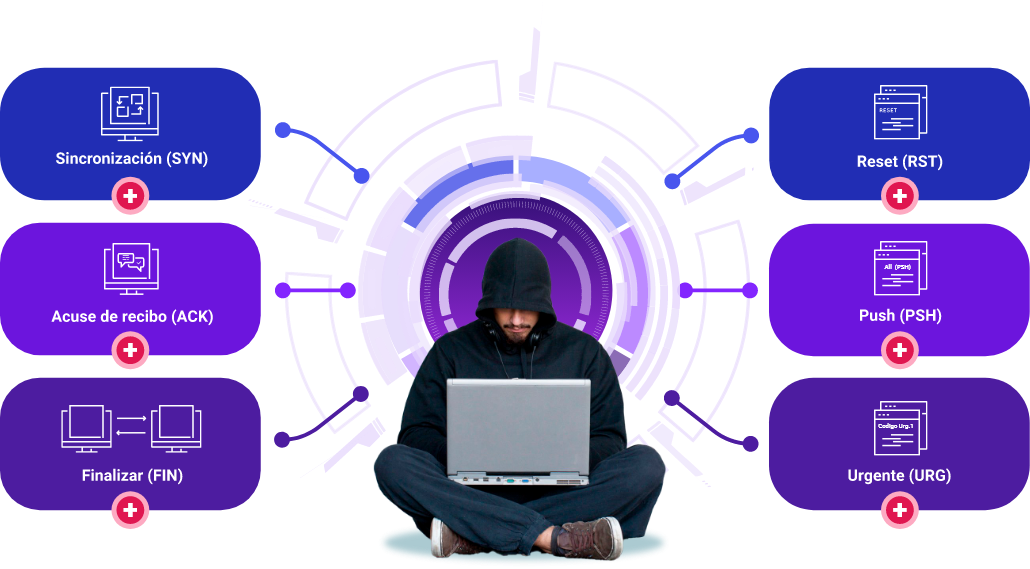 Sincronización (SYN)
Acuse de recibo (ACK)
Finalizar (FIN)
RESET
Reset (RST)
All (PSH)
Push (PSH)
Codigo Urg.1
Urgente (URG)